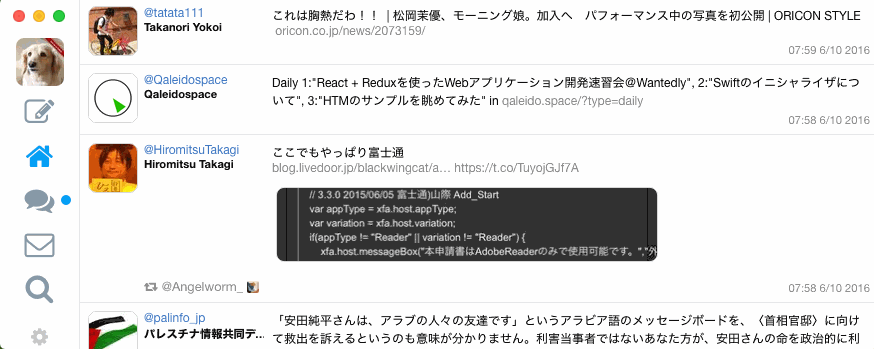 @tatata111
Takanori Yokoi
これは胸熱だわ！！ | 松岡茉優、モーニング娘。加入へ　パフォーマンス中の写真を初公開 | ORICON STYLE
oricon.co.jp/news/2073159/
07:59 6/10 2016
@Qaleidospace
Qaleidospace
Daily 1:"React + Reduxを使ったWebアプリケーション開発速習会@Wantedly", 2:"Swiftのイニシャライザについ
て", 3:"HTMのサンプルを眺めてみた" in qaleido.space/?type=daily
07:58 6/10 2016
@HiromitsuTakagi
Hiromitsu Takagi
ここでもやっぱり富士通
blog.livedoor.jp/blackwingcat/a… https://t.co/TuyojGJf7A
// 3.3.0 2015/06/05 富士通)山際 Add_Start
var appType = xfa.host.appType;
var variation = xfa.host.variation;
if(appType != "Reader" || variation != "Reader") {
xfa.host.messageBox("本申請書はAdobeReaderのみで使用可能です。","外
@Angelworm_
07:58 6/10 2016
@palinfo_jp
パレスチナ情報共同デ...
「安田純平さんは、アラブの人々の友達です」というアラビア語のメッセージボードを、〈首相官邸〉に向け
て救出を訴えるというのも意味が分かりません。利害当事者ではないあなた方が、安田さんの命を政治的に利